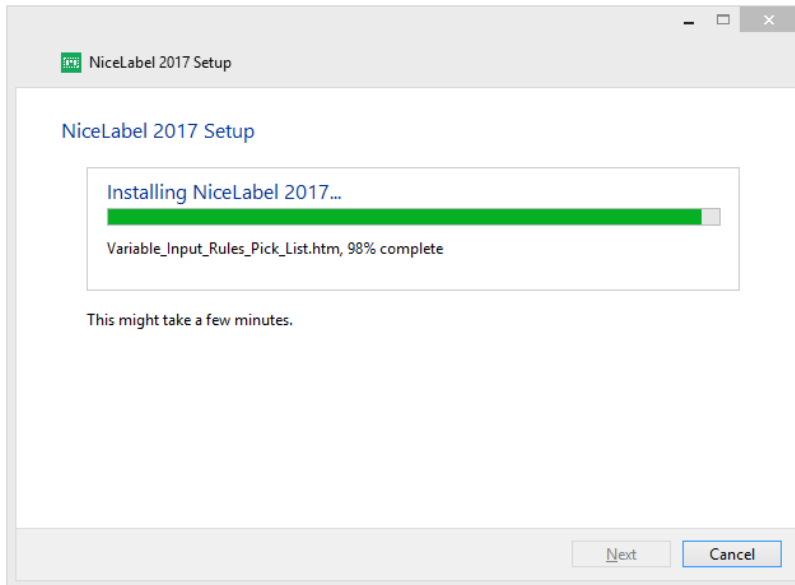 NiceLabel 2017 Setup
NiceLabel 2017 Setup
Installing NiceLabel 2017...
Variable_Input_Rules_Pick_List.htm, 98% complete
This might take a few minutes.
Next
Cancel